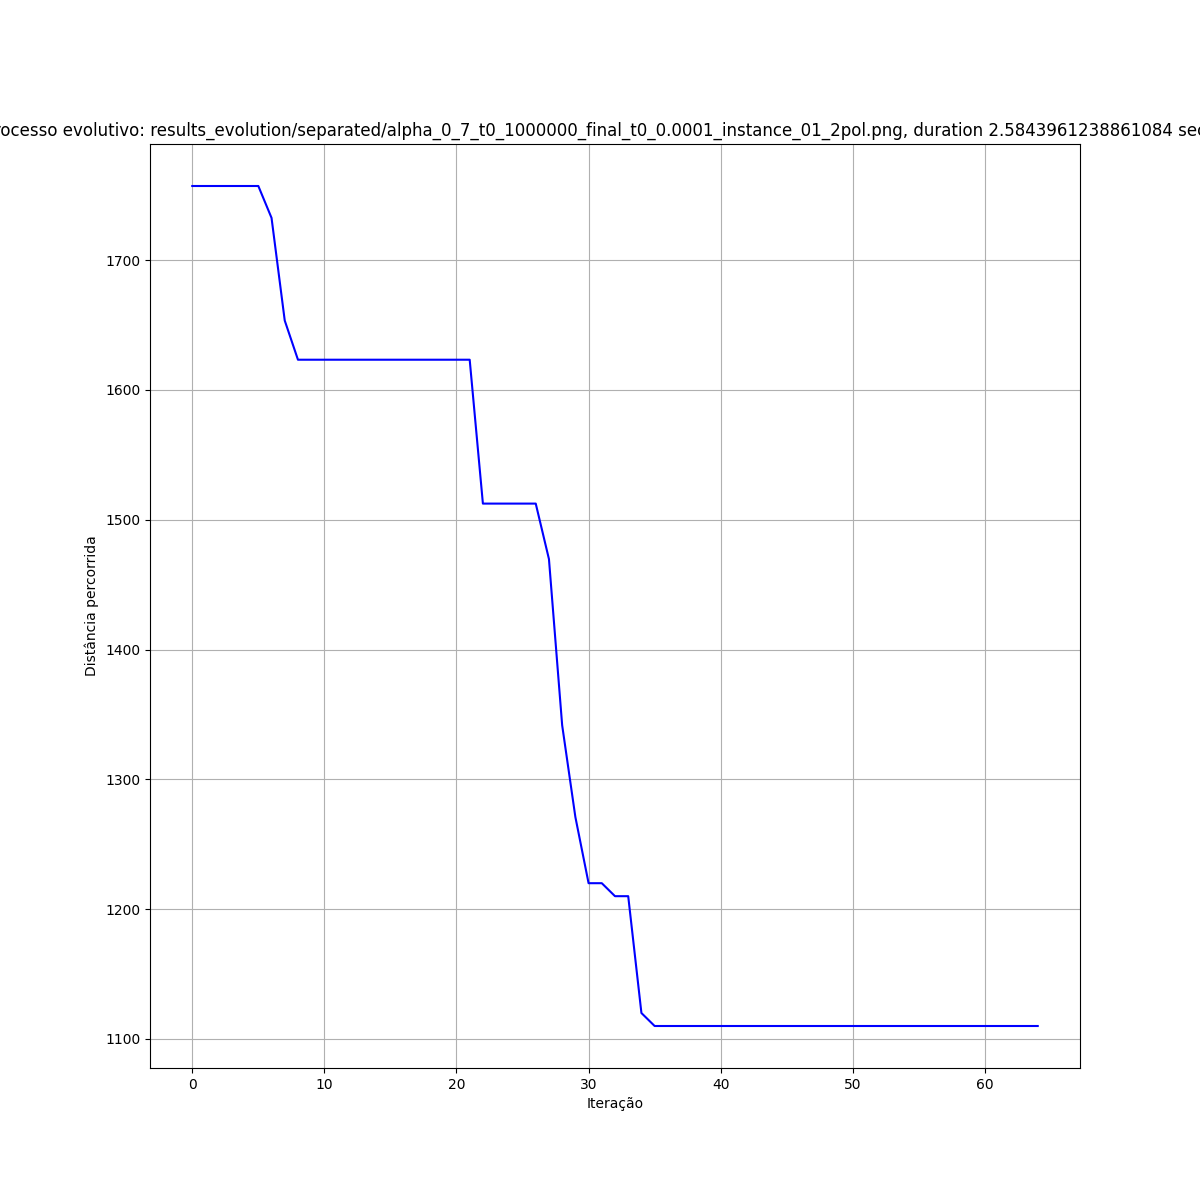 ocesso evolutivo: results_evolution/separated/alpha_0_7_t0_1000000_final_t0_0.0001_instance_01_2pol.png, duration 2.5843961238861084 sec
1700
1600
1500
1400
1300
1200
1100
Distância percorrida
0 10 20 30 40 50 60
Iteração